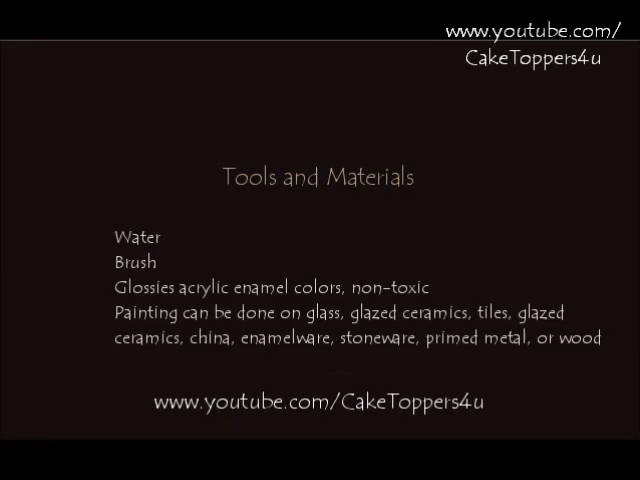 www.youtube.com/
CakeToppers4u
Tools and Materials
Water
Brush
Glossies acrylic enamel colors, non-toxic
Painting can be done on glass, glazed ceramics, tiles, glazed
ceramics, china, enamelware, stoneware, primed metal, or wood
www.youtube.com/CakeToppers4u